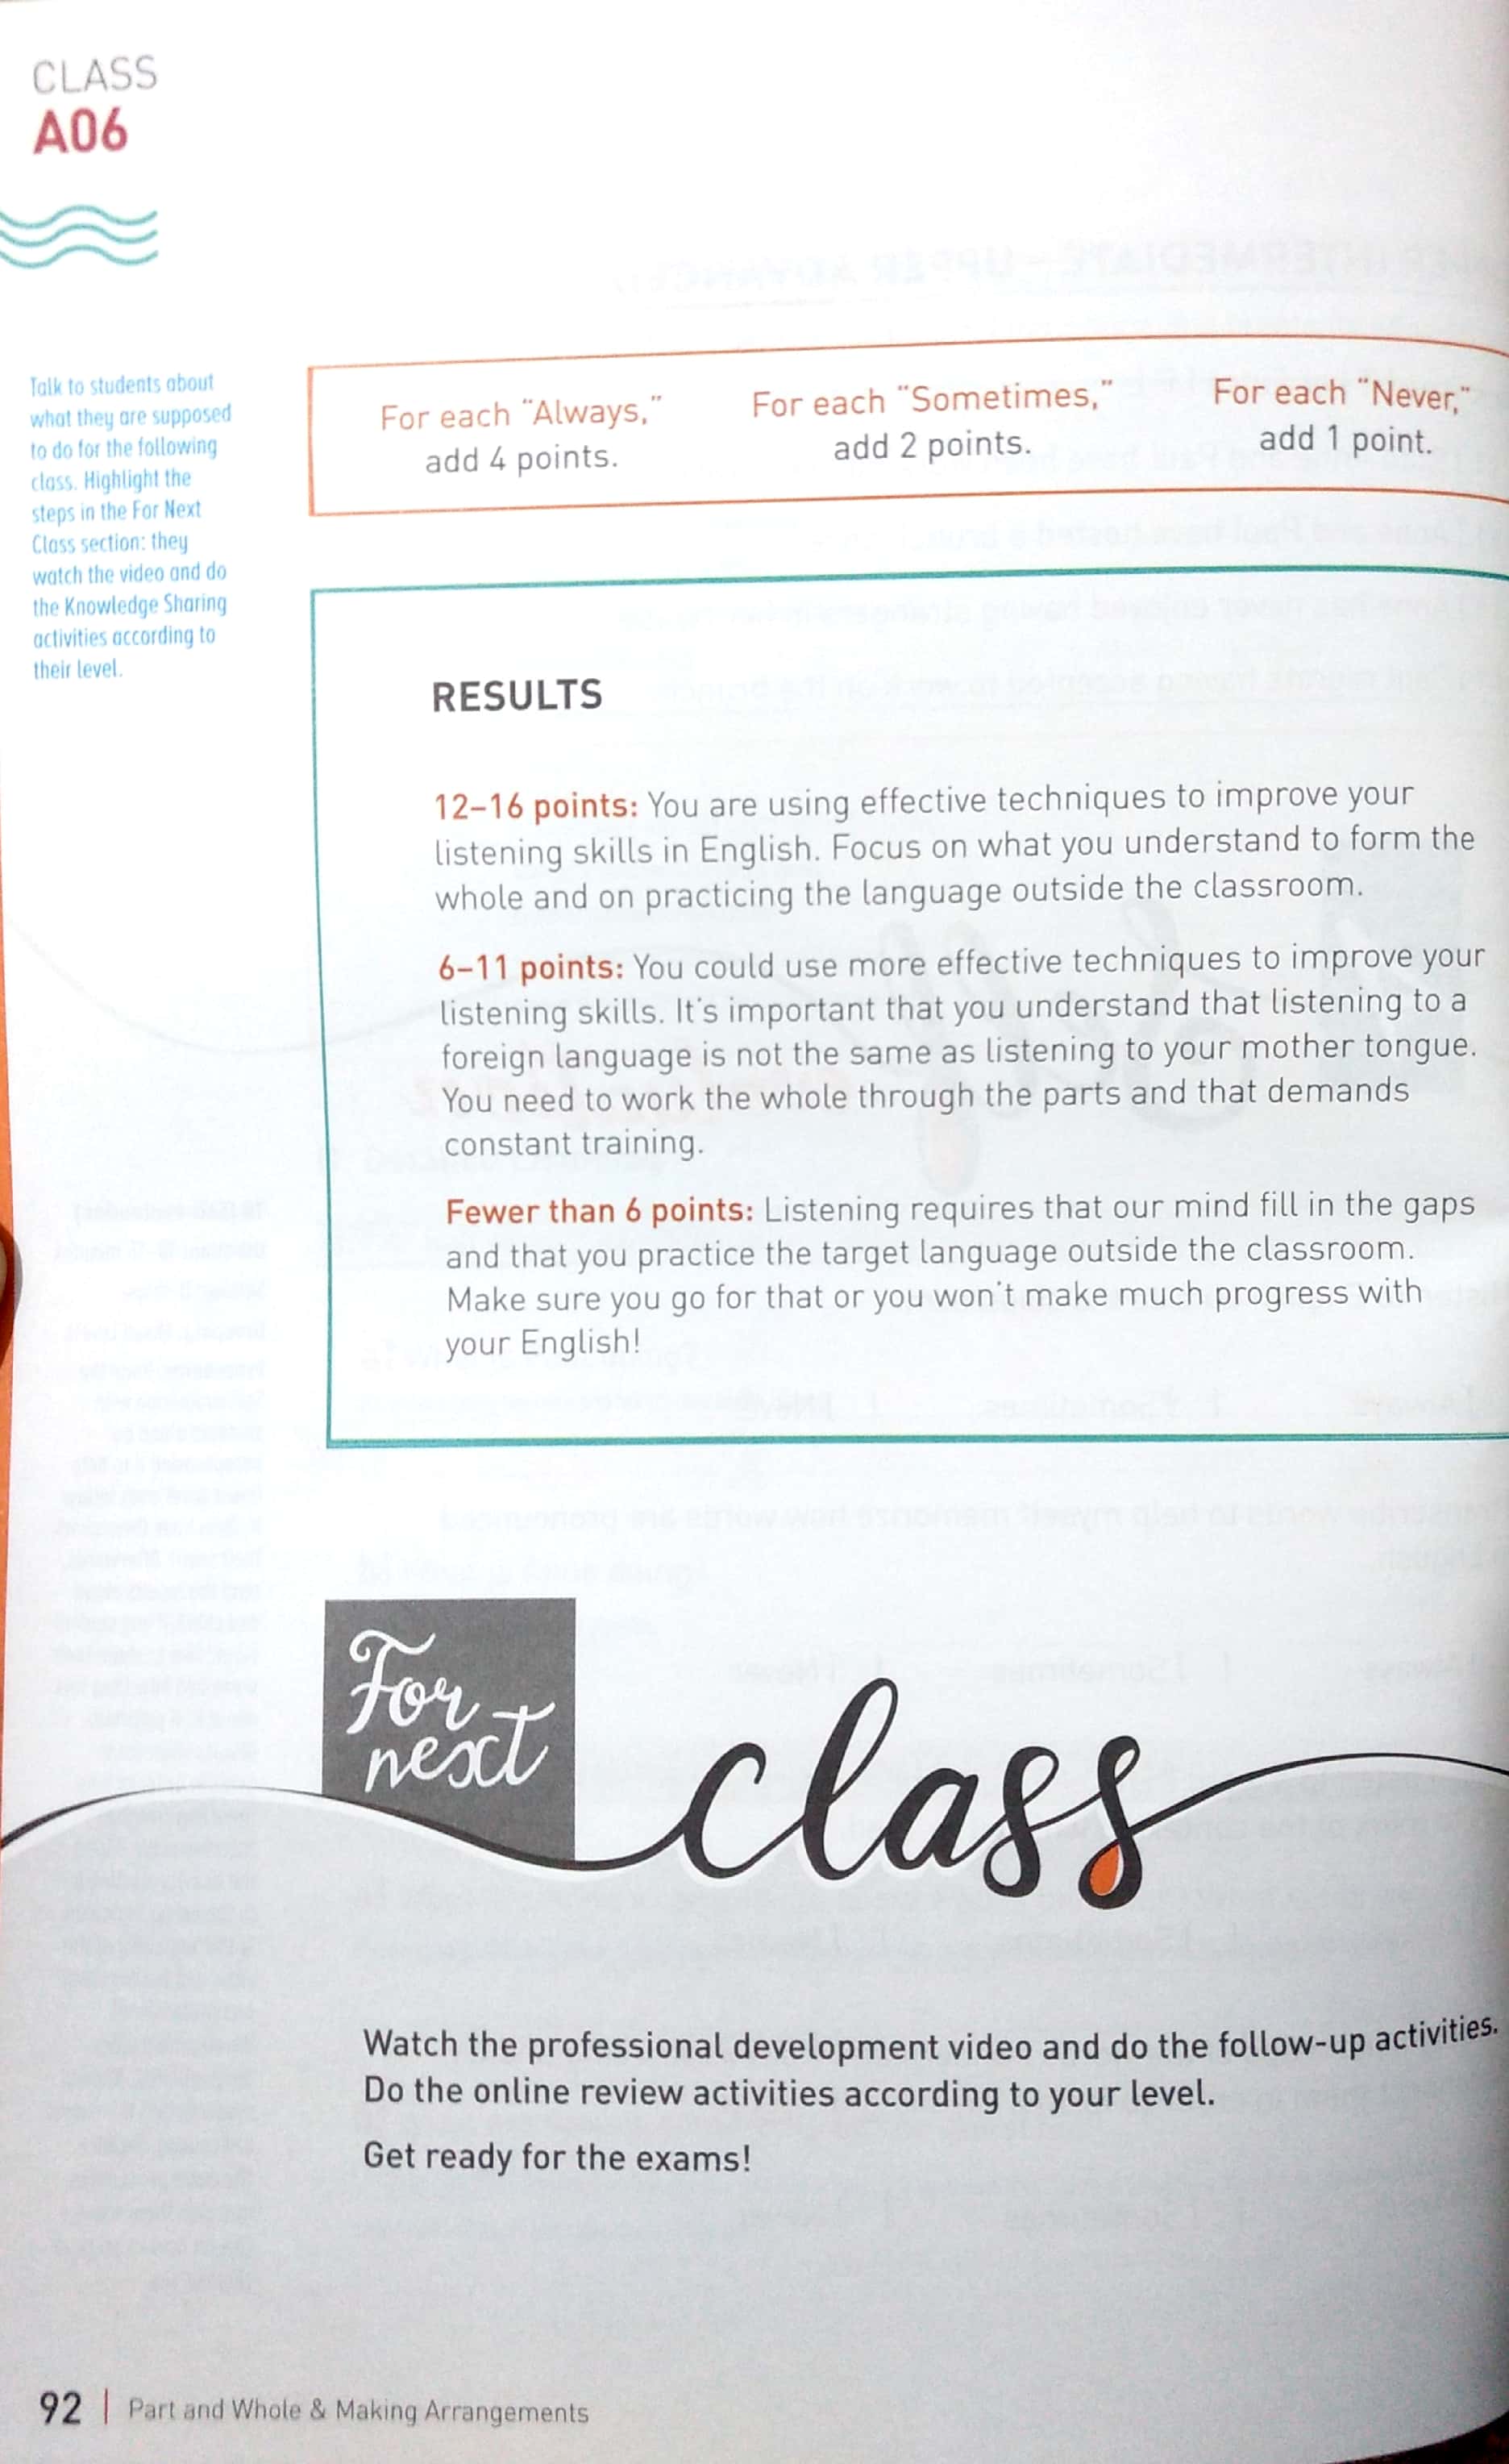 CLASS
A06
Talk to students about
what they are supposed
to do for the following
class. Highlight the
steps in the For Next
Class section: they
watch the video and do
the Knowledge Sharing
activities according to
their level.
For each "Always,"
add 4 points.
For each "Sometimes,"
add 2 points.
For each "Never,"
add 1 point.
RESULTS
12–16 points: You are using effective techniques to improve your
listening skills in English. Focus on what you understand to form the
whole and on practicing the language outside the classroom.
6–11 points: You could use more effective techniques to improve your
listening skills. It's important that you understand that listening to a
foreign language is not the same as listening to your mother tongue.
You need to work the whole through the parts and that demands
constant training.
Fewer than 6 points: Listening requires that our mind fill in the gaps
and that you practice the target language outside the classroom.
Make sure you go for that or you won't make much progress with
your English!
For
next
class
Watch the professional development video and do the follow-up activities.
Do the online review activities according to your level.
Get ready for the exams!
92 | Part and Whole & Making Arrangements